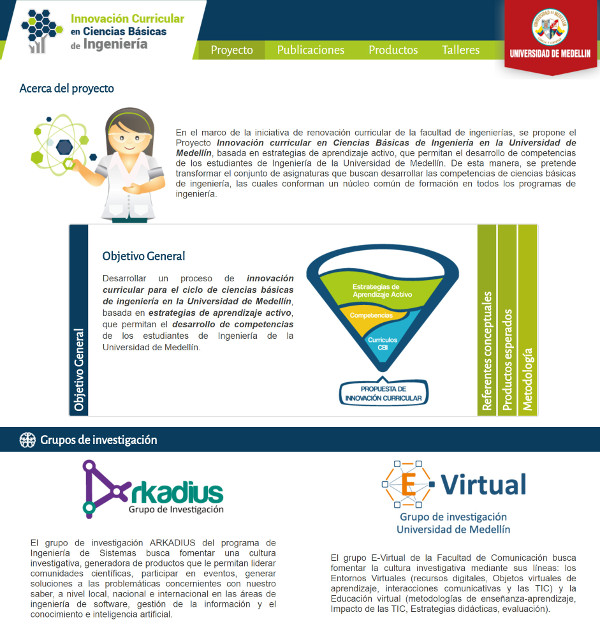 Innovación Curricular
en Ciencias Básicas
de Ingeniería
Proyecto Publicaciones Productos Talleres
UNIVERSIDAD DE MEDELLIN
Acerca del proyecto
En el marco de la iniciativa de renovación curricular de la facultad de ingenierías, se propone el
Proyecto Innovación curricular en Ciencias Básicas de Ingeniería en la Universidad de
Medellín, basada en estrategias de aprendizaje activo, que permitan el desarrollo de competencias
de los estudiantes de Ingeniería de la Universidad de Medellín. De esta manera, se pretende
transformar el conjunto de asignaturas que buscan desarrollar las competencias de ciencias básicas
de ingeniería, las cuales conforman un núcleo común de formación en todos los programas de
ingeniería.
Objetivo General
Objetivo General
Desarrollar un proceso de innovación
curricular para el ciclo de ciencias básicas
de ingeniería en la Universidad de Medellín,
basada en estrategias de aprendizaje activo,
que permitan el desarrollo de competencias
de los estudiantes de Ingeniería de la
Universidad de Medellín.
Estrategias de
Aprendizaje Activo
Competencias
Currículos
CBI
PROPUESTA DE
INNOVACIÓN CURRICULAR
Referentes conceptuales
Productos esperados
Metodología
Grupos de investigación
Arkadius
Grupo de Investigación
El grupo de investigación ARKADIUS del programa de
Ingeniería de Sistemas busca fomentar una cultura
investigativa, generadora de productos que le permitan liderar
comunidades científicas, participar en eventos, generar
soluciones a las problemáticas concernientes con nuestro
saber, a nivel local, nacional e internacional en las áreas de
ingeniería de software, gestión de la información y el
conocimiento e inteligencia artificial.
E Virtual
Grupo de investigación
Universidad de Medellín
El grupo E-Virtual de la Facultad de Comunicación busca
fomentar la cultura investigativa mediante sus líneas: los
Entornos Virtuales (recursos digitales, Objetos virtuales de
aprendizaje, interacciones comunicativas y las TIC) y la
Educación virtual (metodologías de enseñanza-aprendizaje,
Impacto de las TIC, Estrategias didácticas, evaluación).